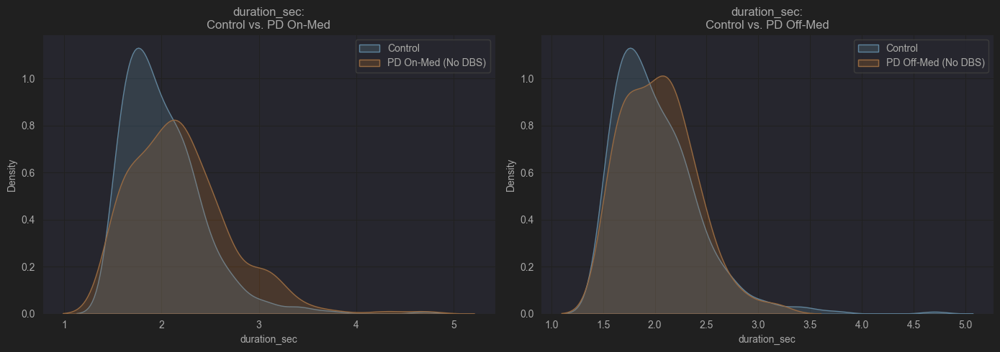 duration_sec:
Control vs. PD On-Med
Control
PD On-Med (No DBS)
1.0
0.8
0.6
0.4
0.2
0.0
Density
1 2 3 4 5
duration_sec
duration_sec:
Control vs. PD Off-Med
Control
PD Off-Med (No DBS)
1.0
0.8
0.6
0.4
0.2
0.0
Density
1.0 1.5 2.0 2.5 3.0 3.5 4.0 4.5 5.0
duration_sec